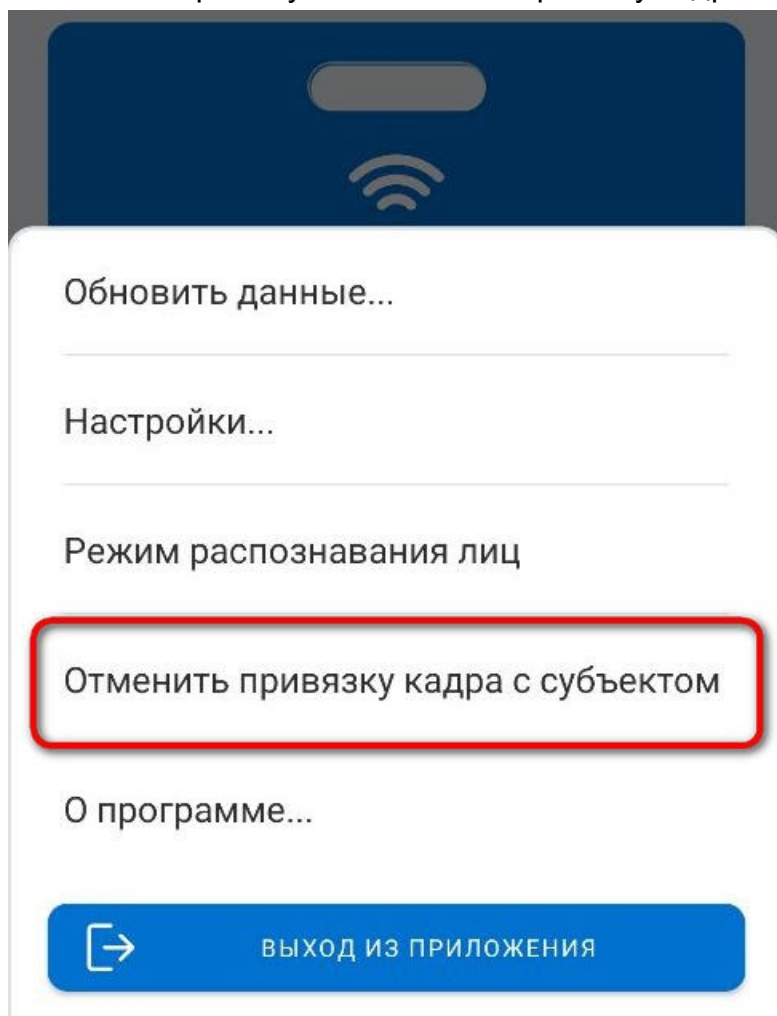 Обновить данные...
Настройки...
Режим распознавания лиц
Отменить привязку кадра с субъектом
О программе...
ВЫХОД ИЗ ПРИЛОЖЕНИЯ